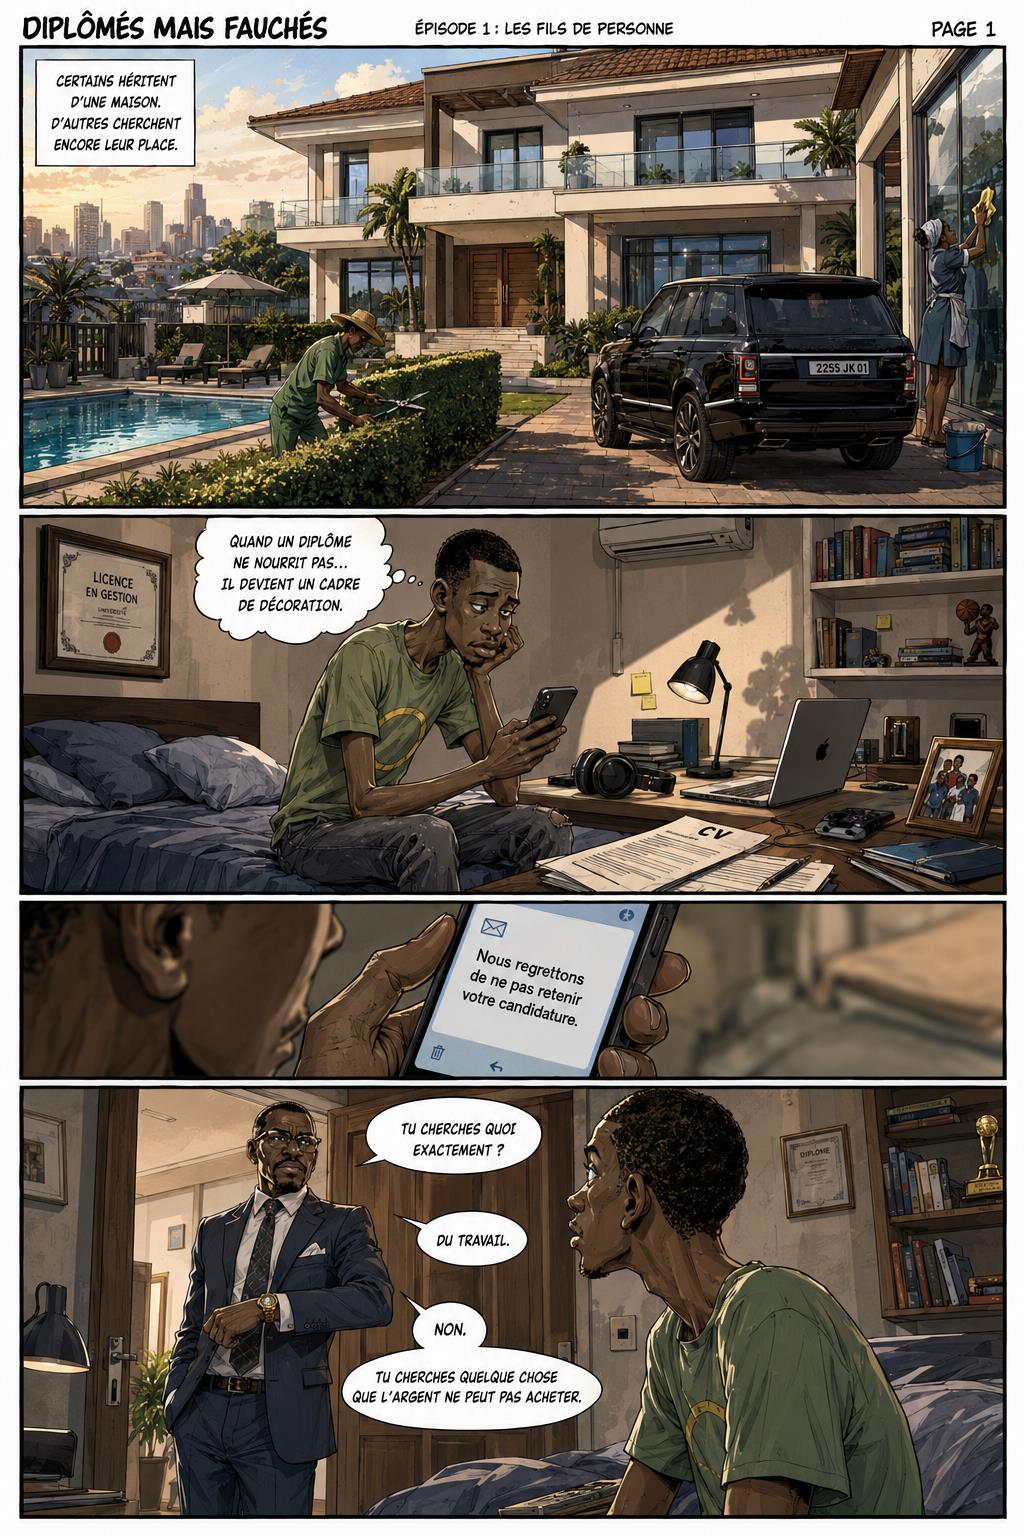 DIPLÔMÉS MAIS FAUCHÉS
ÉPISODE 1 : LES FILS DE PERSONNE
PAGE 1
CERTAINS HÉRITENT
D'UNE MAISON.
D'AUTRES CHERCHENT
ENCORE LEUR PLACE.
2255 JK 01
LICENCE
EN GESTION
UNIVERSITÉ
QUAND UN DIPLÔME
NE NOURRIT PAS...
IL DEVIENT UN CADRE
DE DÉCORATION.
CV
Nous regrettons
de ne pas retenir
votre candidature.
TU CHERCHES QUOI
EXACTEMENT ?
DU TRAVAIL.
NON.
TU CHERCHES QUELQUE CHOSE
QUE L'ARGENT NE PEUT PAS ACHETER.
DIPLOME